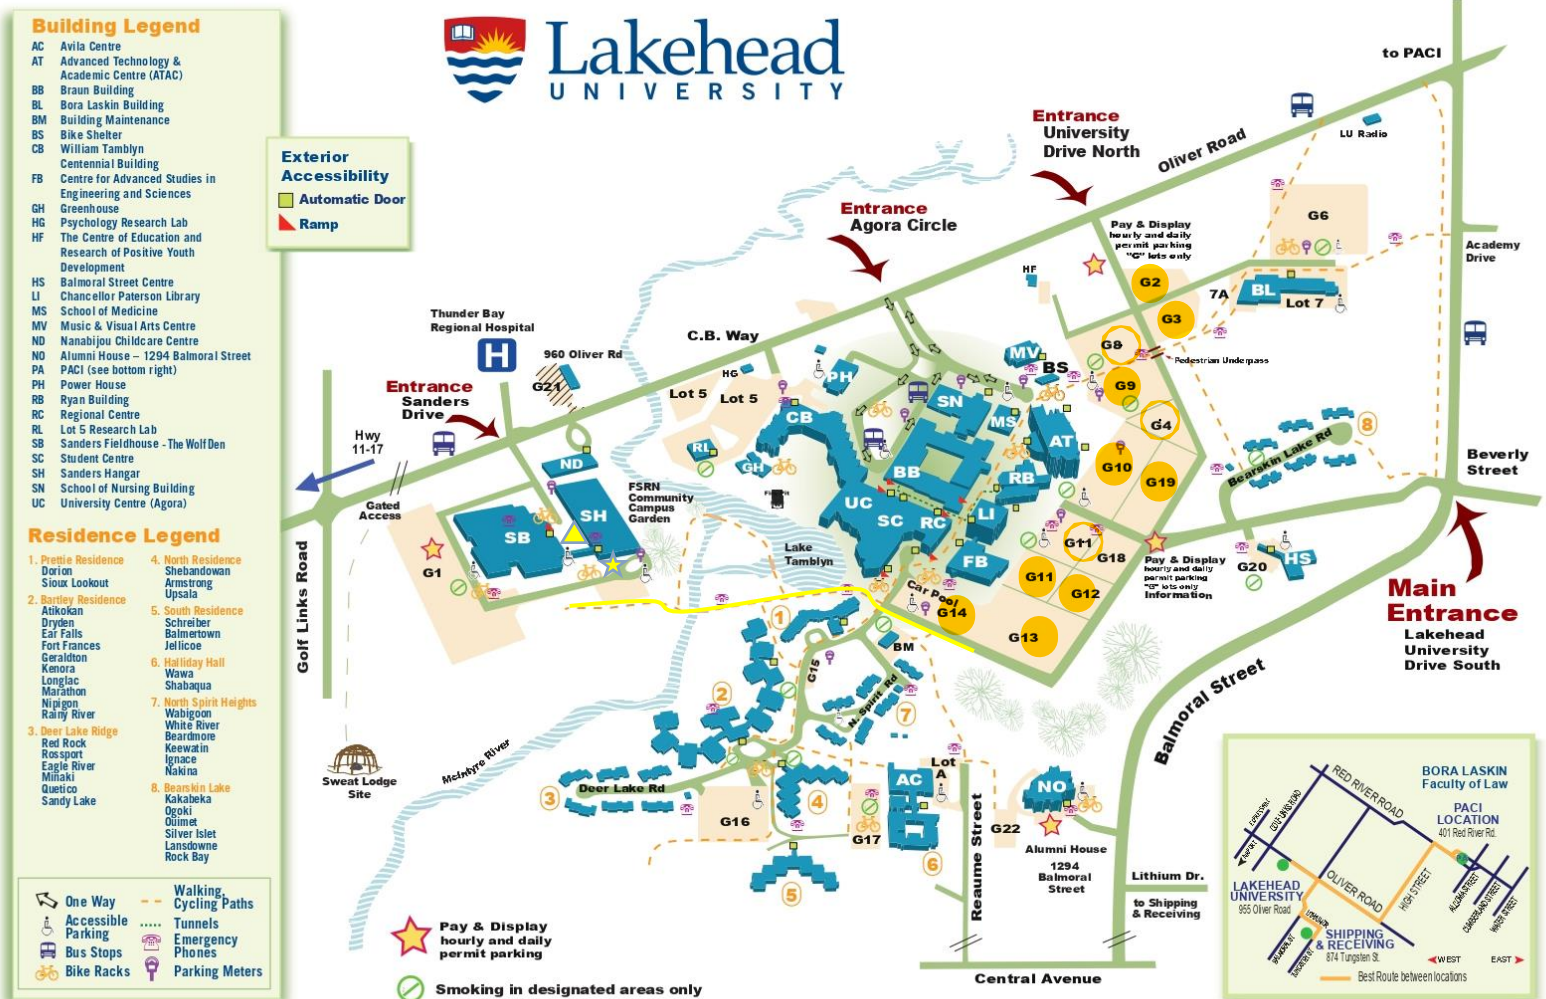 Building Legend
AC Avila Centre
AT Advanced Technology &
Academic Centre (ATAC)
BB Braun Building
BL Bora Laskin Building
BM Building Maintenance
BS Bike Shelter
CB William Tamblyn
Centennial Building
FB Centre for Advanced Studies in
Engineering and Sciences
GH Greenhouse
HG Psychology Research Lab
HF The Centre of Education and
Research of Positive Youth
Development
HS Balmoral Street Centre
LI Chancellor Paterson Library
MS School of Medicine
MV Music & Visual Arts Centre
ND Nanabijou Childcare Centre
NO Alumni House – 1294 Balmoral Street
PA PACI (see bottom right)
PH Power House
RB Ryan Building
RC Regional Centre
RL Lot 5 Research Lab
SB Sanders Fieldhouse - The Wolf Den
SC Student Centre
SH Sanders Hangar
SN School of Nursing Building
UC University Centre (Agora)
Residence Legend
1. Prettie Residence
Dorion
Sioux Lookout
2. Bartley Residence
Atikokan
Dryden
Ear Falls
Fort Frances
Geraldton
Kenora
Longlac
Marathon
Nipigon
Rainy River
3. Deer Lake Ridge
Red Rock
Rossport
Eagle River
Minaki
Quetico
Sandy Lake
4. North Residence
Shebandowan
Armstrong
Upsala
5. South Residence
Schreiber
Balmertown
Jellicoe
6. Halliday Hall
Wawa
Shabaqua
7. North Spirit Heights
Wabigoon
White River
Beardmore
Keewatin
Ignace
Nakina
8. Bearskin Lake
Kakabeka
Ogoki
Ouimet
Silver Islet
Lansdowne
Rock Bay
One Way
Accessible
Parking
Bus Stops
Bike Racks
Walking,
Cycling Paths
Tunnels
Emergency
Phones
Parking Meters
Exterior
Accessibility
Automatic Door
Ramp
Lakehead
UNIVERSITY
to PACI
LU Radio
Oliver Road
Entrance
University
Drive North
Entrance
Agora Circle
Pay & Display
hourly and daily
permit parking
"G" lots only
G6
Academy
Drive
HF
G2
G3
7A
BL
Lot 7
Thunder Bay
Regional Hospital
H
960 Oliver Rd
G21
C.B. Way
HG
Lot 5
Lot 5
PH
MV
BS
G8
Pedestrian Underpass
G9
G4
Entrance
Sanders
Drive
Hwy
11-17
Gated
Access
CB
SN
MS
AT
G10
G19
8
Bearskin Lake Rd
Beverly
Street
RL
GH
BB
RB
ND
SH
SB
FSRN
Community
Campus
Garden
UC
SC
RC
LI
FB
Lake
Tamblyn
G1
G11
G18
G11
G12
G13
G14
Car Pool
Pay & Display
hourly and daily
permit parking
"G" lots only
Information
G20
HS
Main
Entrance
Lakehead
University
Drive South
Golf Links Road
Balmoral Street
1
BM
G15
N. Spirit Rd
2
7
Sweat Lodge
Site
McIntyre River
3
Deer Lake Rd
G16
4
G17
AC
Lot
A
6
5
Reaume Street
G22
NO
Alumni House
1294
Balmoral
Street
Lithium Dr.
to Shipping
& Receiving
Central Avenue
Pay & Display
hourly and daily
permit parking
Smoking in designated areas only
BORA LASKIN
Faculty of Law
PACI
LOCATION
401 Red River Rd.
RED RIVER ROAD
OLIVER ROAD
HIGH STREET
LAKEHEAD
UNIVERSITY
955 Oliver Road
SHIPPING
& RECEIVING
874 Tungsten St.
WEST
EAST
Best Route between locations